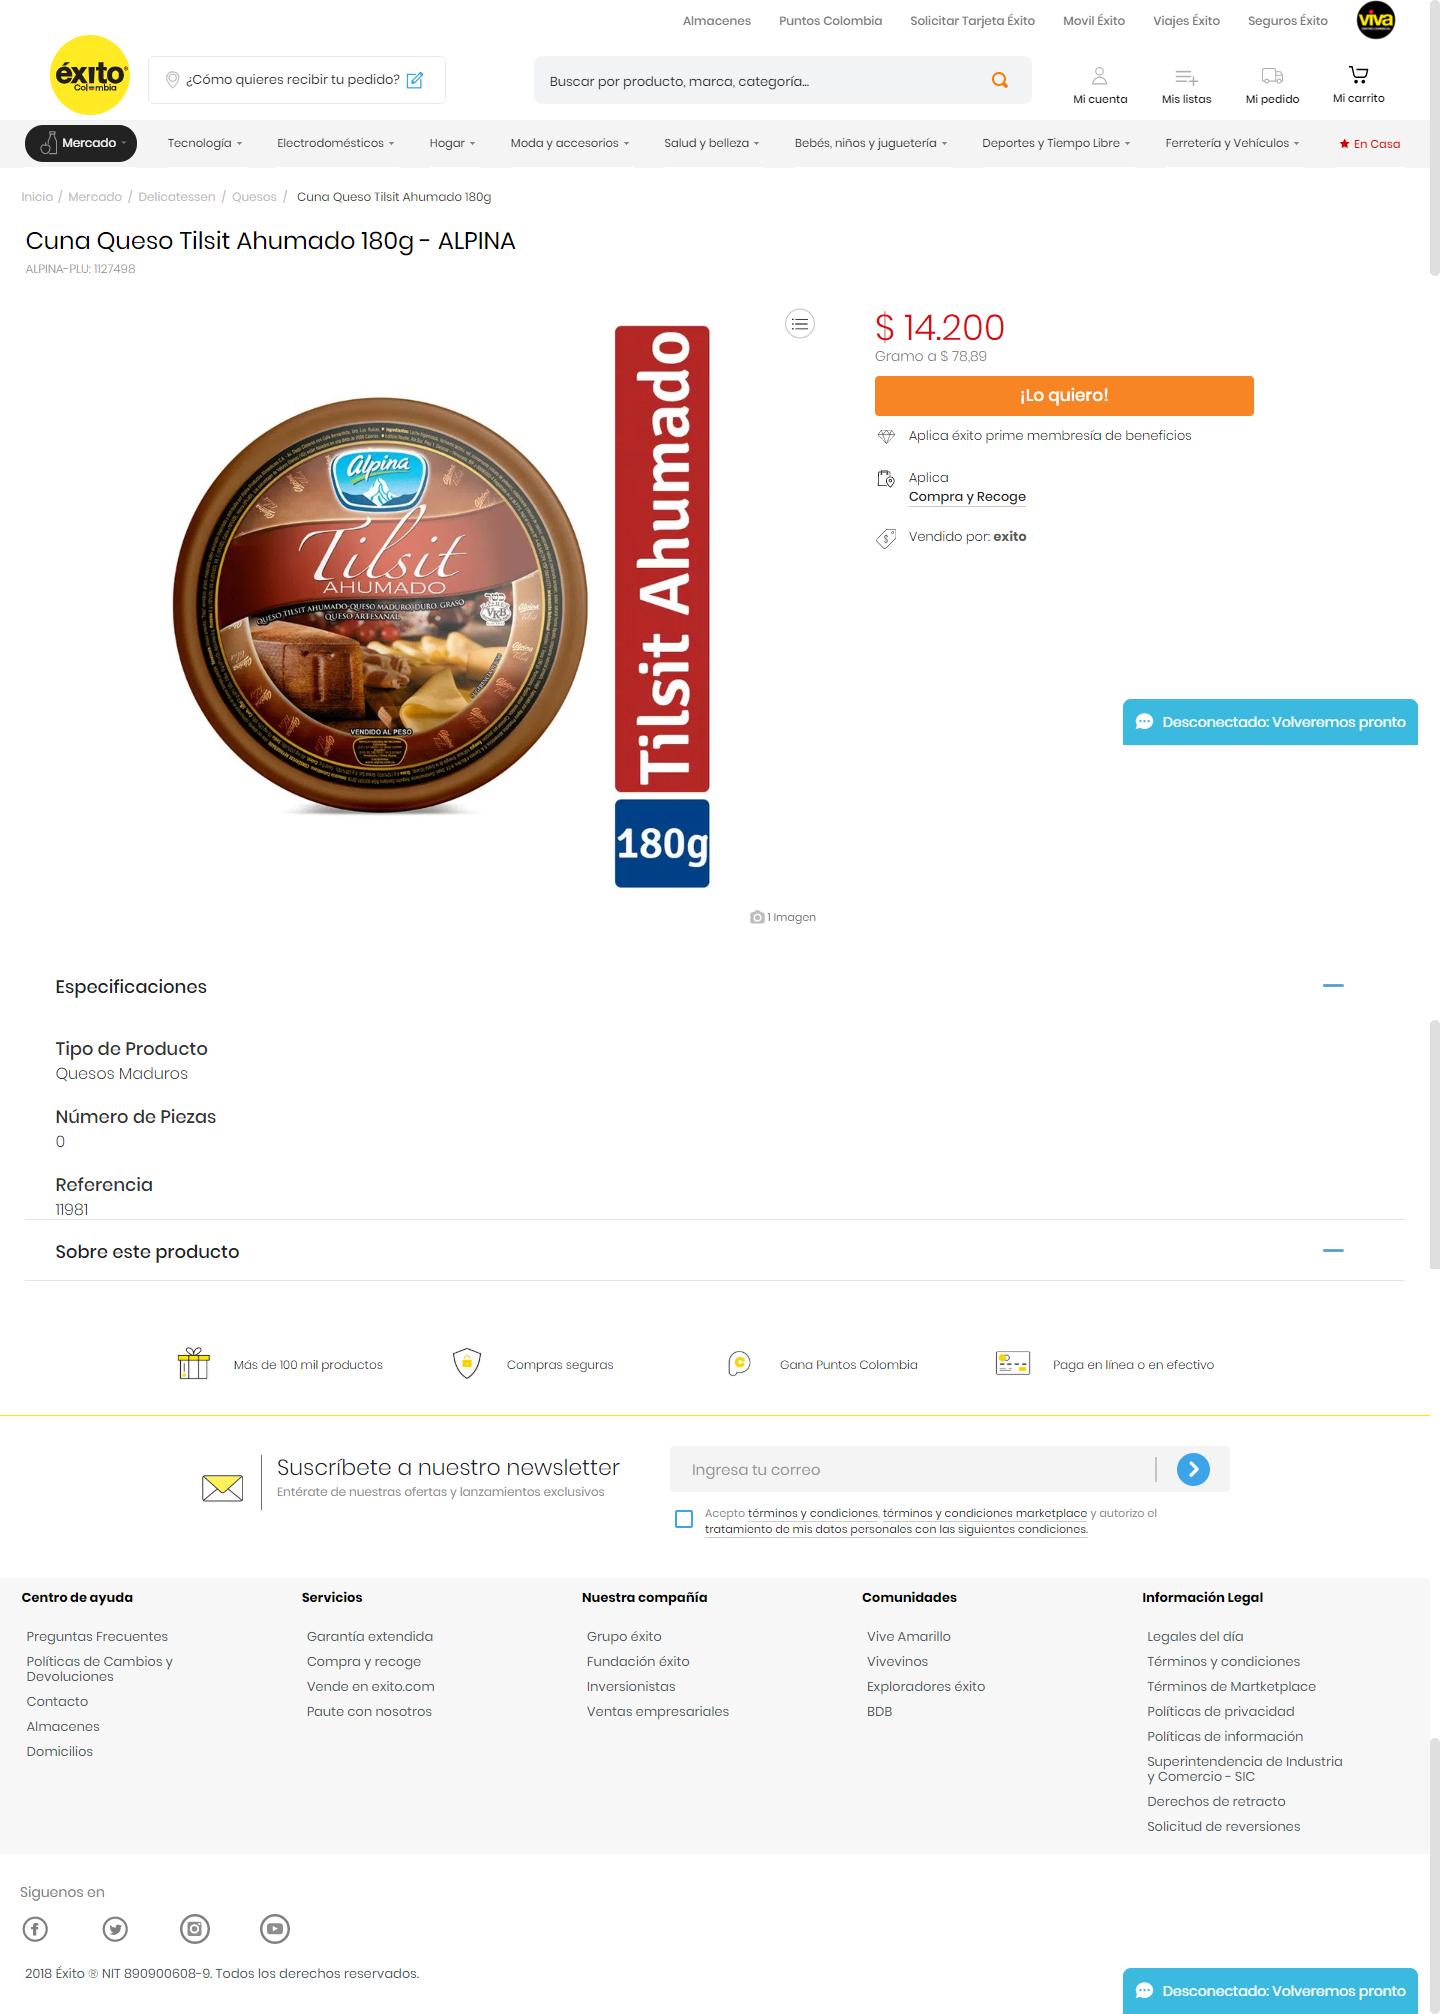 Almacenes Puntos Colombia Solicitar Tarjeta Éxito Movil Éxito Viajes Éxito Seguros Éxito viva
éxito
Colombia
¿Cómo quieres recibir tu pedido?
Buscar por producto, marca, categoría...
Mi cuenta Mis listas Mi pedido Mi carrito
Mercado Tecnología Electrodomésticos Hogar Moda y accesorios Salud y belleza Bebés, niños y juguetería Deportes y Tiempo Libre Ferretería y Vehículos En Casa
Inicio / Mercado / Delicatessen / Quesos / Cuna Queso Tilsit Ahumado 180g
Cuna Queso Tilsit Ahumado 180g - ALPINA
ALPINA-PLU: 1127498
Alpina
Tilsit
AHUMADO
QUESO TILSIT AHUMADO-QUESO MADURO, DURO, GRASO
QUESO ARTESANAL
VENDIDO AL PESO
Tilsit Ahumado
180g
1 Imagen
$ 14.200
Gramo a $ 78,89
¡Lo quiero!
Aplica éxito prime membresía de beneficios
Aplica
Compra y Recoge
Vendido por: exito
Desconectado: Volveremos pronto
Especificaciones
Tipo de Producto
Quesos Maduros
Número de Piezas
0
Referencia
11981
Sobre este producto
Más de 100 mil productos Compras seguras Gana Puntos Colombia Paga en línea o en efectivo
Suscríbete a nuestro newsletter
Entérate de nuestras ofertas y lanzamientos exclusivos
Ingresa tu correo
Acepto términos y condiciones, términos y condiciones marketplace y autorizo el
tratamiento de mis datos personales con las siguientes condiciones.
Centro de ayuda
Preguntas Frecuentes
Políticas de Cambios y
Devoluciones
Contacto
Almacenes
Domicilios
Servicios
Garantía extendida
Compra y recoge
Vende en exito.com
Paute con nosotros
Nuestra compañía
Grupo éxito
Fundación éxito
Inversionistas
Ventas empresariales
Comunidades
Vive Amarillo
Vivevinos
Exploradores éxito
BDB
Información Legal
Legales del día
Términos y condiciones
Términos de Martketplace
Políticas de privacidad
Políticas de información
Superintendencia de Industria
y Comercio - SIC
Derechos de retracto
Solicitud de reversiones
Siguenos en
2018 Éxito ® NIT 890900608-9. Todos los derechos reservados.
Desconectado: Volveremos pronto